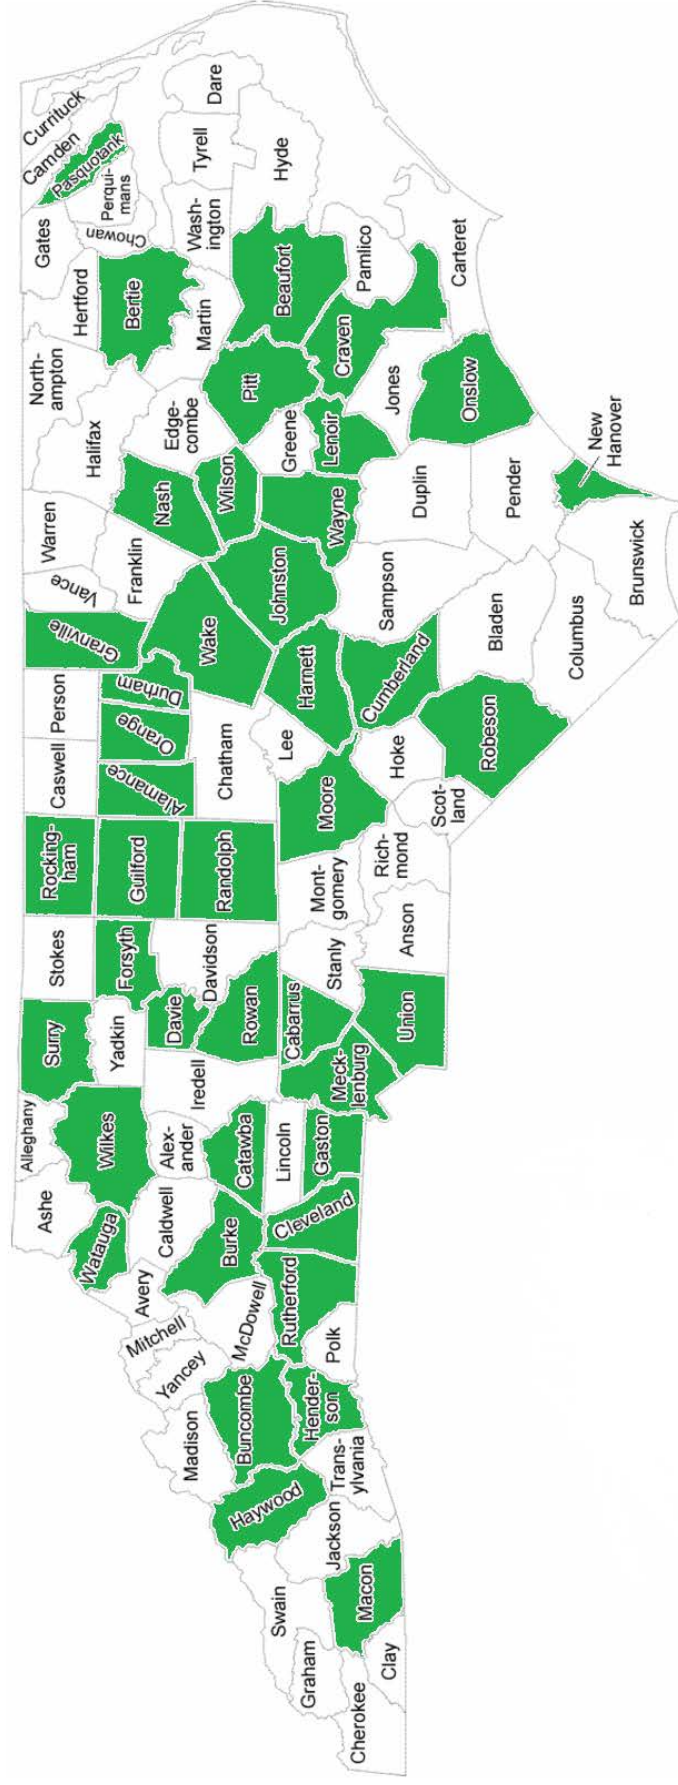 Cherokee
Graham
Clay
Swain
Macon
Jackson
Haywood
Trans-
ylvania
Madison
Buncombe
Hender-
son
Yancey
Mitchell
McDowell
Polk
Rutherford
Avery
Watauga
Ashe
Caldwell
Burke
Cleveland
Alleghany
Wilkes
Alex-
ander
Catawba
Lincoln
Gaston
Surry
Yadkin
Iredell
Davie
Rowan
Cabarrus
Meck-
lenburg
Union
Stokes
Forsyth
Davidson
Stanly
Anson
Rocking-
ham
Guilford
Randolph
Mont-
gomery
Rich-
mond
Caswell
Alamance
Chatham
Moore
Scot-
land
Person
Orange
Durham
Lee
Hoke
Robeson
Granville
Wake
Harnett
Cumberland
Bladen
Columbus
Vance
Warren
Franklin
Johnston
Sampson
Brunswick
Halifax
Nash
Wilson
Wayne
Duplin
Pender
New
Hanover
North-
ampton
Edge-
combe
Greene
Lenoir
Jones
Onslow
Hertford
Bertie
Martin
Pitt
Craven
Gates
Chowan
Perqui-
mans
Pasquotank
Camden
Currituck
Wash-
ington
Beaufort
Pamlico
Carteret
Tyrell
Dare
Hyde